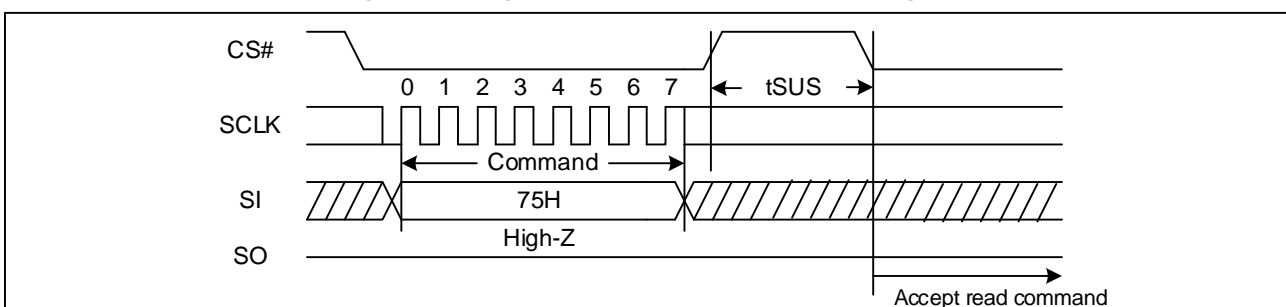 CS#
0 1 2 3 4 5 6 7
tSUS
SCLK
Command
SI
75H
High-Z
SO
Accept read command